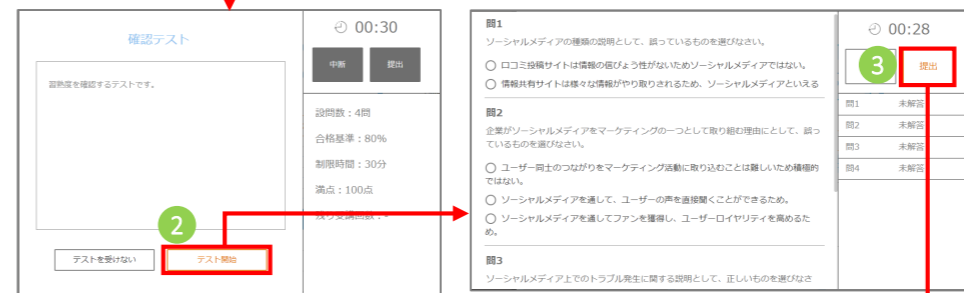 確認テスト
習熟度を確認するテストです。
テストを受けない
2
テスト開始
00:30
中断
提出
設問数：4問
合格基準：80%
制限時間：30分
満点：100点
残り受講回数：-
問1
ソーシャルメディアの種類の説明として、誤っているものを選びなさい。
口コミ投稿サイトは情報の信ぴょう性がないためソーシャルメディアではない。
情報共有サイトは様々な情報がやり取りされるため、ソーシャルメディアといえる
問2
企業がソーシャルメディアをマーケティングの一つとして取り組む理由にとして、誤っ
ているものを選びなさい。
ユーザー同士のつながりをマーケティング活動に取り込むことは難しいため積極的
ではない。
ソーシャルメディアを通して、ユーザーの声を直接聞くことができるため。
ソーシャルメディアを通してファンを獲得し、ユーザーロイヤリティを高めるた
め。
問3
ソーシャルメディア上でのトラブル発生に関する説明として、正しいものを選びなさ
00:28
3
提出
問1 未解答
問2 未解答
問3 未解答
問4 未解答